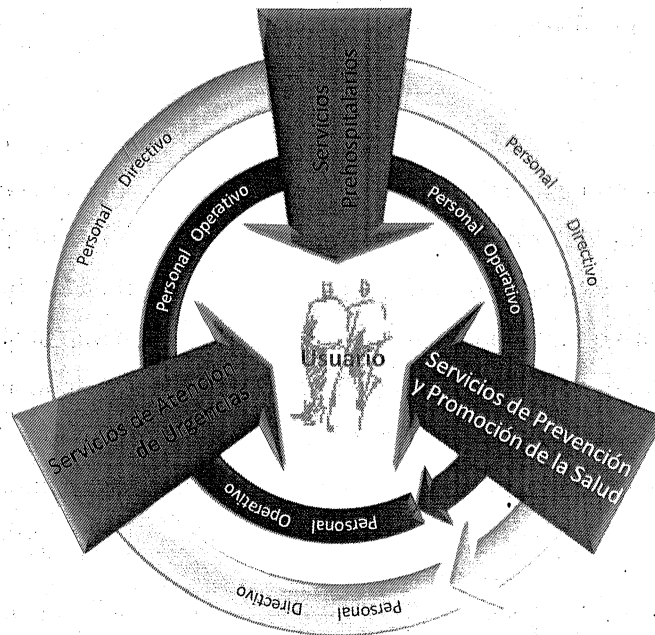 Servicios
Prehospitalarios
Personal Directivo
Personal Directivo
Personal Operativo
Personal Operativo
Usuario
Servicios de Atención
de Urgencias
Servicios de Prevención
y Promoción de la Salud
Personal Operativo
Personal Directivo